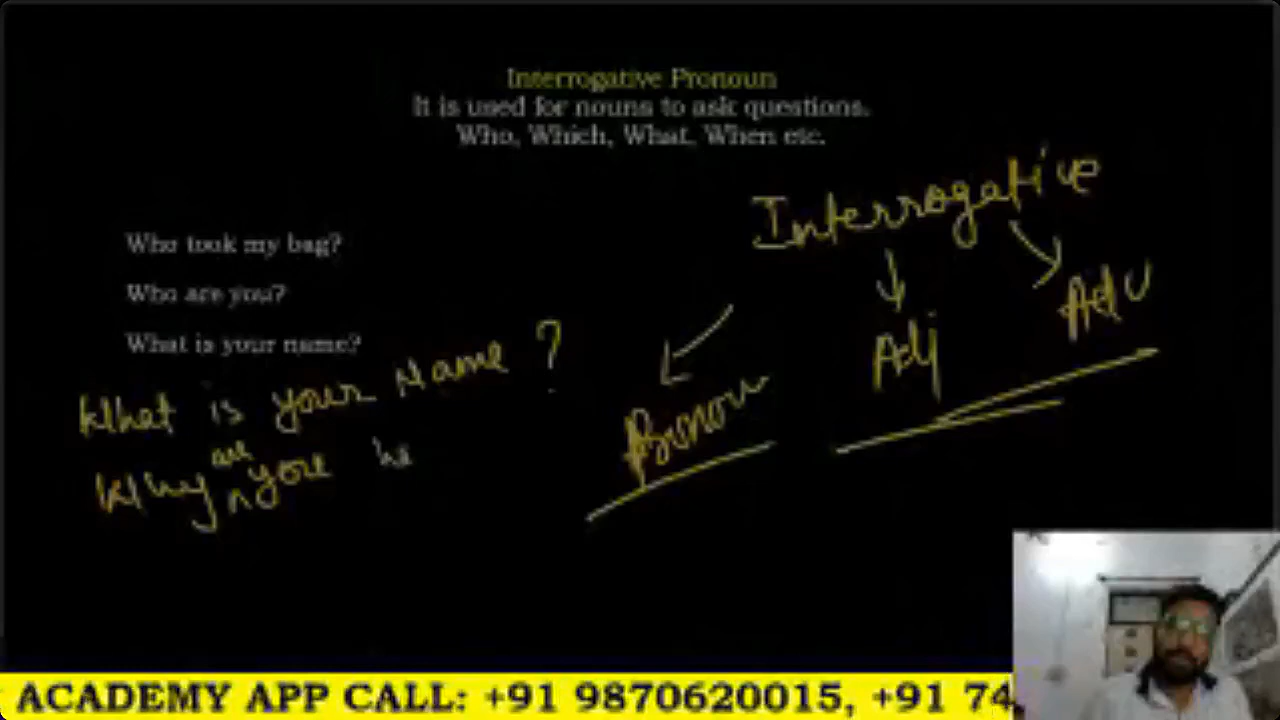 Interrogative Pronoun
It is used for nouns to ask questions.
Who, Which, What, When etc.
Interrogative
Who took my bag?
Who are you?
What is your name?
Adj
Adv
What is your Name ?
Why are you he
ACADEMY APP CALL: +91 9870620015, +91 74